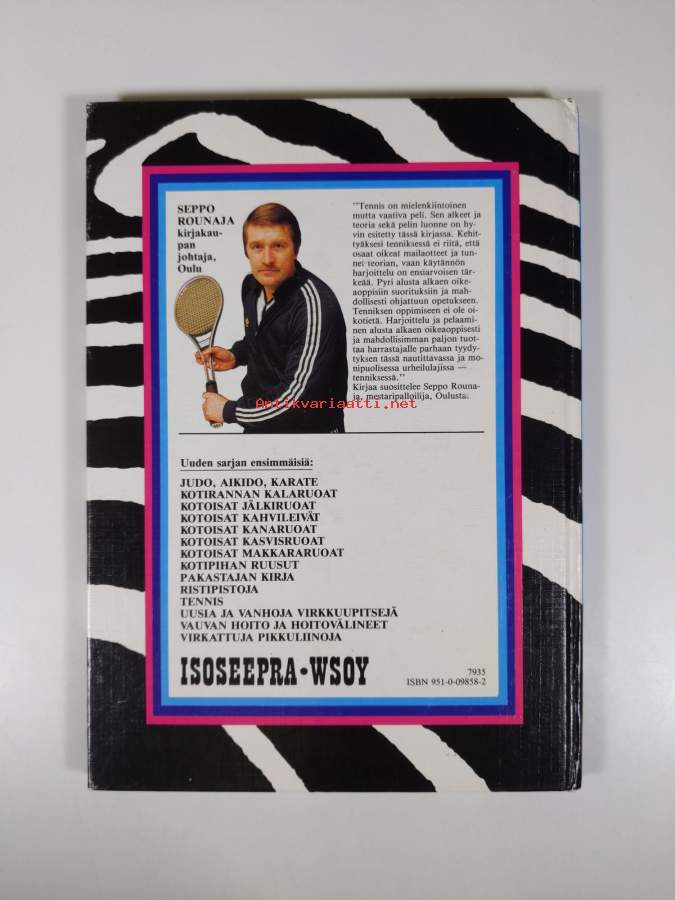 SEPPO
ROUNAJA
kirjakau-
pan
johtaja,
Oulu
"Tennis on mielenkiintoinen
mutta vaativa peli. Sen alkeet ja
teoria sekä pelin luonne on hy-
vin esitetty tässä kirjassa. Kehit-
tyäksesi tenniksessä ei riitä, että
osaat oikeat mailaotteet ja tun-
net teorian, vaan käytännön
harjoittelu on ensiarvoisen tär-
keää. Pyri alusta alkaen oike-
aoppisiin suorituksiin ja mah-
dollisesti ohjattuun opetukseen.
Tenniksen oppimiseen ei ole oi-
kotietä. Harjoittelu ja pelaami-
nen alusta alkaen oikeaoppisesti
ja mahdollisimman paljon tuot-
taa harrastajalle parhaan tyydy-
tyksen tässä nautittavassa ja mo-
nipuolisessa urheilulajissa —
tenniksessä."
Kirjaa suosittelee Seppo Rouna-
ja, mestaripalloilija, Oulusta.
Antikvariaatti.net
Uuden sarjan ensimmäisiä:
JUDO, AIKIDO, KARATE
KOTIRANNAN KALARUOAT
KOTOISAT JÄLKIRUOAT
KOTOISAT KAHVILEIVÄT
KOTOISAT KANARUOAT
KOTOISAT KASVISRUOAT
KOTOISAT MAKKARARUOAT
KOTIPIHAN RUUSUT
PAKASTAJAN KIRJA
RISTIPISTOJA
TENNIS
UUSIA JA VANHOJA VIRKKUUPITSEJÄ
VAUVAN HOITO JA HOITOVÄLINEET
VIRKATTUJA PIKKULIINOJA
ISOSEEPRA•WSOY
7935
ISBN 951-0-09858-2